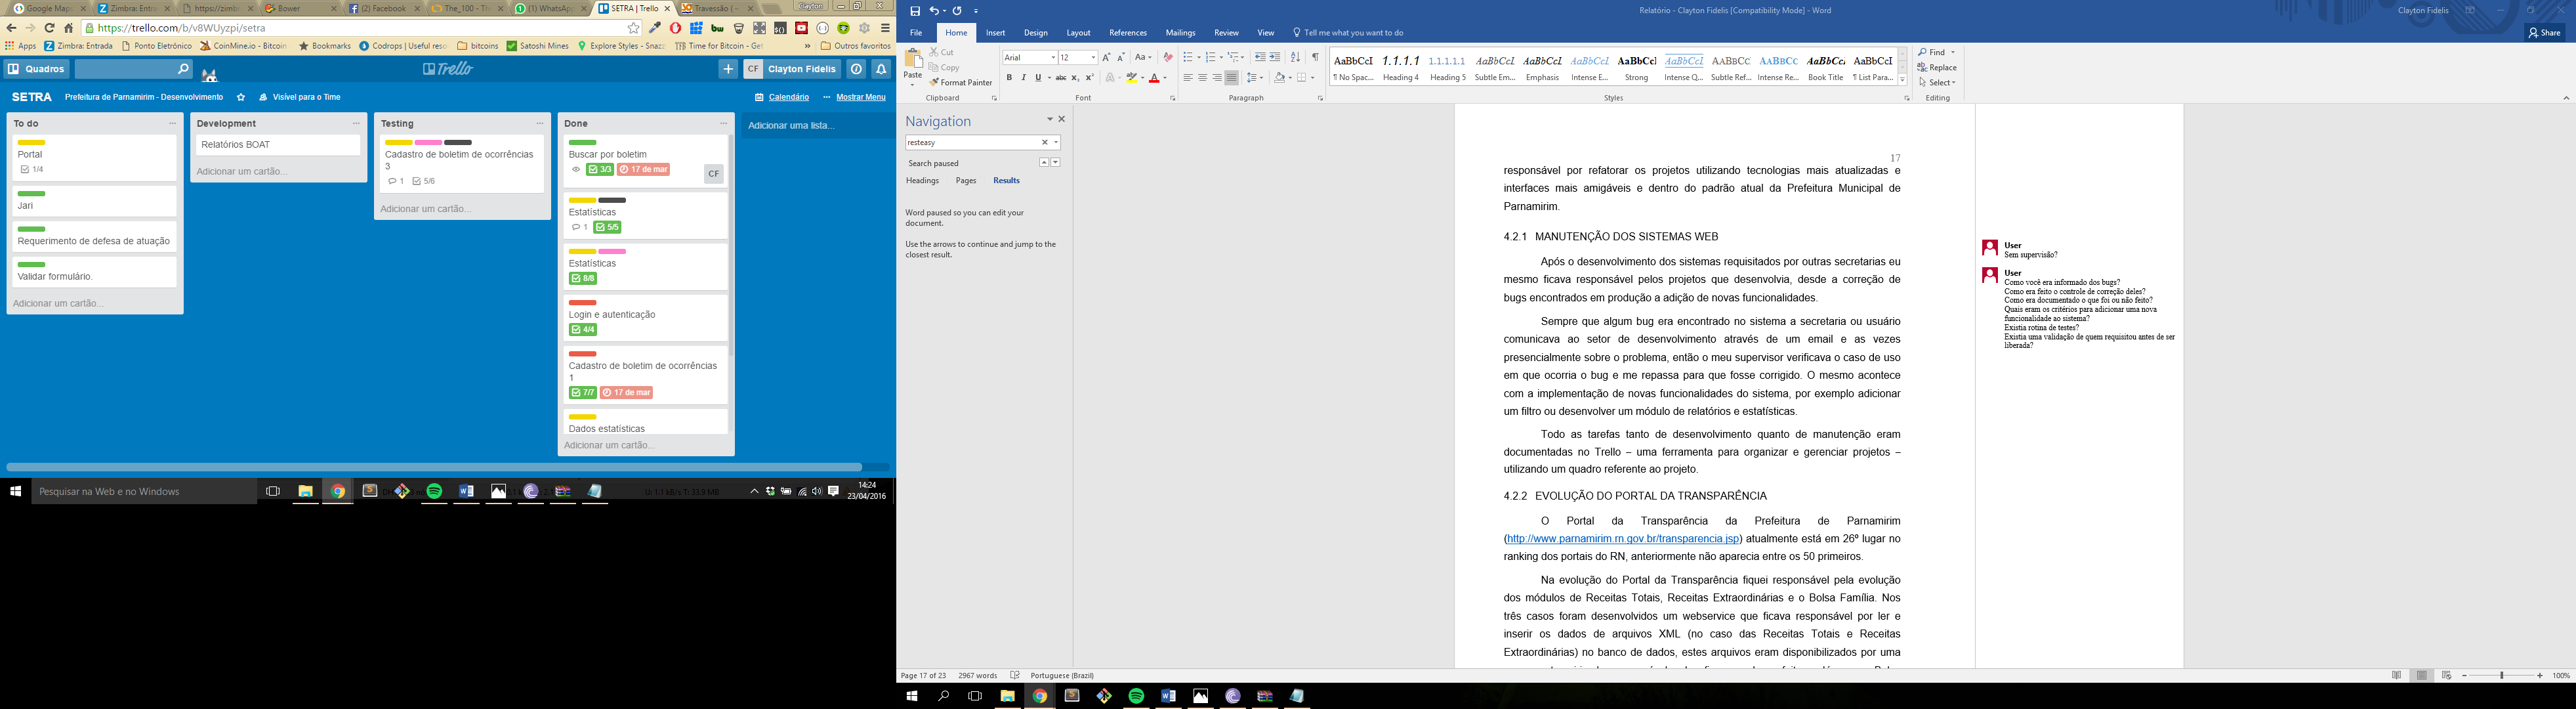 Google Maps
Zimbra: Entra
https://zimbr
Bower
(2) Facebook
The_100 - Th
(1) WhatsAp
SETRA | Trello
Travessão ( –
Clayton
https://trello.com/b/v8WUyzpi/setra
Apps
Zimbra: Entrada
Ponto Eletrônico
CoinMine.io - Bitcoin
Bookmarks
Codrops | Useful reso
bitcoins
Satoshi Mines
Explore Styles - Snazz
Time for Bitcoin - Get
»
Outros favoritos
Quadros
Trello
CF Clayton Fidelis
SETRA
Prefeitura de Parnamirim - Desenvolvimento
Visível para o Time
Calendário
Mostrar Menu
To do
Portal
1/4
Jari
Requerimento de defesa de atuação
Validar formulário.
Adicionar um cartão...
Development
Relatórios BOAT
Adicionar um cartão...
Testing
Cadastro de boletim de ocorrências
3
1 5/6
Adicionar um cartão...
Done
Buscar por boletim
3/3 17 de mar
CF
Estatísticas
1 5/5
Estatísticas
8/8
Login e autenticação
4/4
Cadastro de boletim de ocorrências
1
7/7 17 de mar
Dados estatísticas
Adicionar um cartão...
Adicionar uma lista...
Pesquisar na Web e no Windows
14:24
23/04/2016
Relatório - Clayton Fidelis [Compatibility Mode] - Word
Clayton Fidelis
File Home Insert Design Layout References Mailings Review View Tell me what you want to do
Share
Paste
Cut
Copy
Format Painter
Clipboard
Arial
12
Font
Paragraph
AaBbCcI
¶ No Spac...
1.1.1.1
Heading 4
1.1.1.1.1
Heading 5
AaBbCcI
Subtle Em...
AaBbCcI
Emphasis
AaBbCcI
Intense E...
AaBbCcI
Strong
AaBbCcI
Intense Q...
AABBCC
Subtle Ref...
AABBCC
Intense Re...
AaBbCcI
Book Title
AaBbCcI
¶ List Para...
Styles
Find
Replace
Select
Editing
Navigation
resteasy
Search paused
Headings Pages Results
Word paused so you can edit your
document.
Use the arrows to continue and jump to the
closest result.
17
responsável por refatorar os projetos utilizando tecnologias mais atualizadas e
interfaces mais amigáveis e dentro do padrão atual da Prefeitura Municipal de
Parnamirim.
4.2.1 MANUTENÇÃO DOS SISTEMAS WEB
Após o desenvolvimento dos sistemas requisitados por outras secretarias eu
mesmo ficava responsável pelos projetos que desenvolvia, desde a correção de
bugs encontrados em produção a adição de novas funcionalidades.
Sempre que algum bug era encontrado no sistema a secretaria ou usuário
comunicava ao setor de desenvolvimento através de um email e as vezes
presencialmente sobre o problema, então o meu supervisor verificava o caso de uso
em que ocorria o bug e me repassa para que fosse corrigido. O mesmo acontece
com a implementação de novas funcionalidades do sistema, por exemplo adicionar
um filtro ou desenvolver um módulo de relatórios e estatísticas.
Todo as tarefas tanto de desenvolvimento quanto de manutenção eram
documentadas no Trello – uma ferramenta para organizar e gerenciar projetos –
utilizando um quadro referente ao projeto.
4.2.2 EVOLUÇÃO DO PORTAL DA TRANSPARÊNCIA
O Portal da Transparência da Prefeitura de Parnamirim
(http://www.parnamirim.rn.gov.br/transparencia.jsp) atualmente está em 26º lugar no
ranking dos portais do RN, anteriormente não aparecia entre os 50 primeiros.
Na evolução do Portal da Transparência fiquei responsável pela evolução
dos módulos de Receitas Totais, Receitas Extraordinárias e o Bolsa Família. Nos
três casos foram desenvolvidos um webservice que ficava responsável por ler e
inserir os dados de arquivos XML (no caso das Receitas Totais e Receitas
Extraordinárias) no banco de dados, estes arquivos eram disponibilizados por uma
User
Sem supervisão?
User
Como você era informado dos bugs?
Como era feito o controle de correção deles?
Como era documentado o que foi ou não feito?
Quais eram os critérios para adicionar uma nova
funcionalidade ao sistema?
Existia rotina de testes?
Existia uma validação de quem requisitou antes de ser
liberada?
Page 17 of 23 2967 words Portuguese (Brazil)
100%